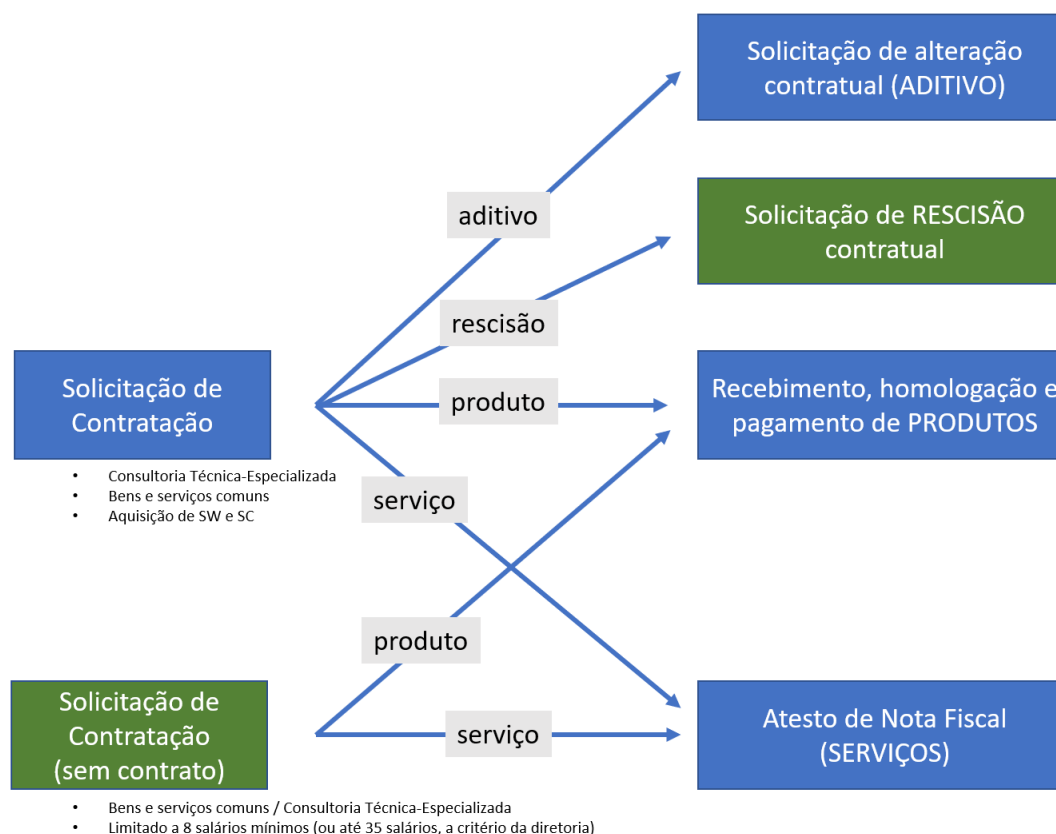 Solicitação de alteração
contratual (ADITIVO)
aditivo
Solicitação de RESCISÃO
contratual
rescisão
Solicitação de
Contratação
produto
Recebimento, homologação e
pagamento de PRODUTOS
• Consultoria Técnica-Especializada
• Bens e serviços comuns
• Aquisição de SW e SC
serviço
produto
Solicitação de
Contratação
(sem contrato)
serviço
Atesto de Nota Fiscal
(SERVIÇOS)
• Bens e serviços comuns / Consultoria Técnica-Especializada
• Limitado a 8 salários mínimos (ou até 35 salários, a critério da diretoria)